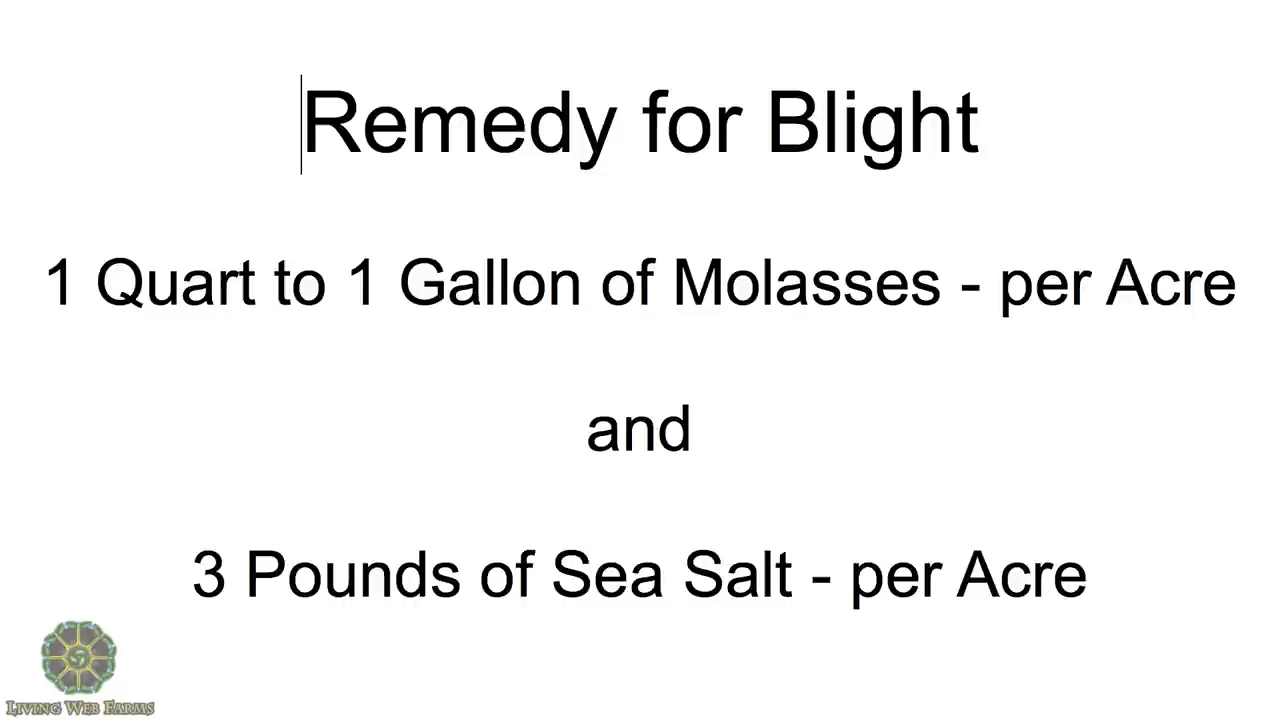 Remedy for Blight
1 Quart to 1 Gallon of Molasses - per Acre
and
3 Pounds of Sea Salt - per Acre
LIVING WEB FARMS